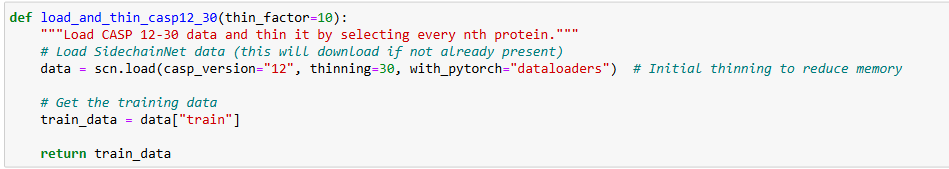 def load_and_thin_casp12_30(thin_factor=10):
    """Load CASP 12-30 data and thin it by selecting every nth protein."""
    # Load SidechainNet data (this will download if not already present)
    data = scn.load(casp_version="12", thinning=30, with_pytorch="dataloaders")  # Initial thinning to reduce memory

    # Get the training data
    train_data = data["train"]

    return train_data